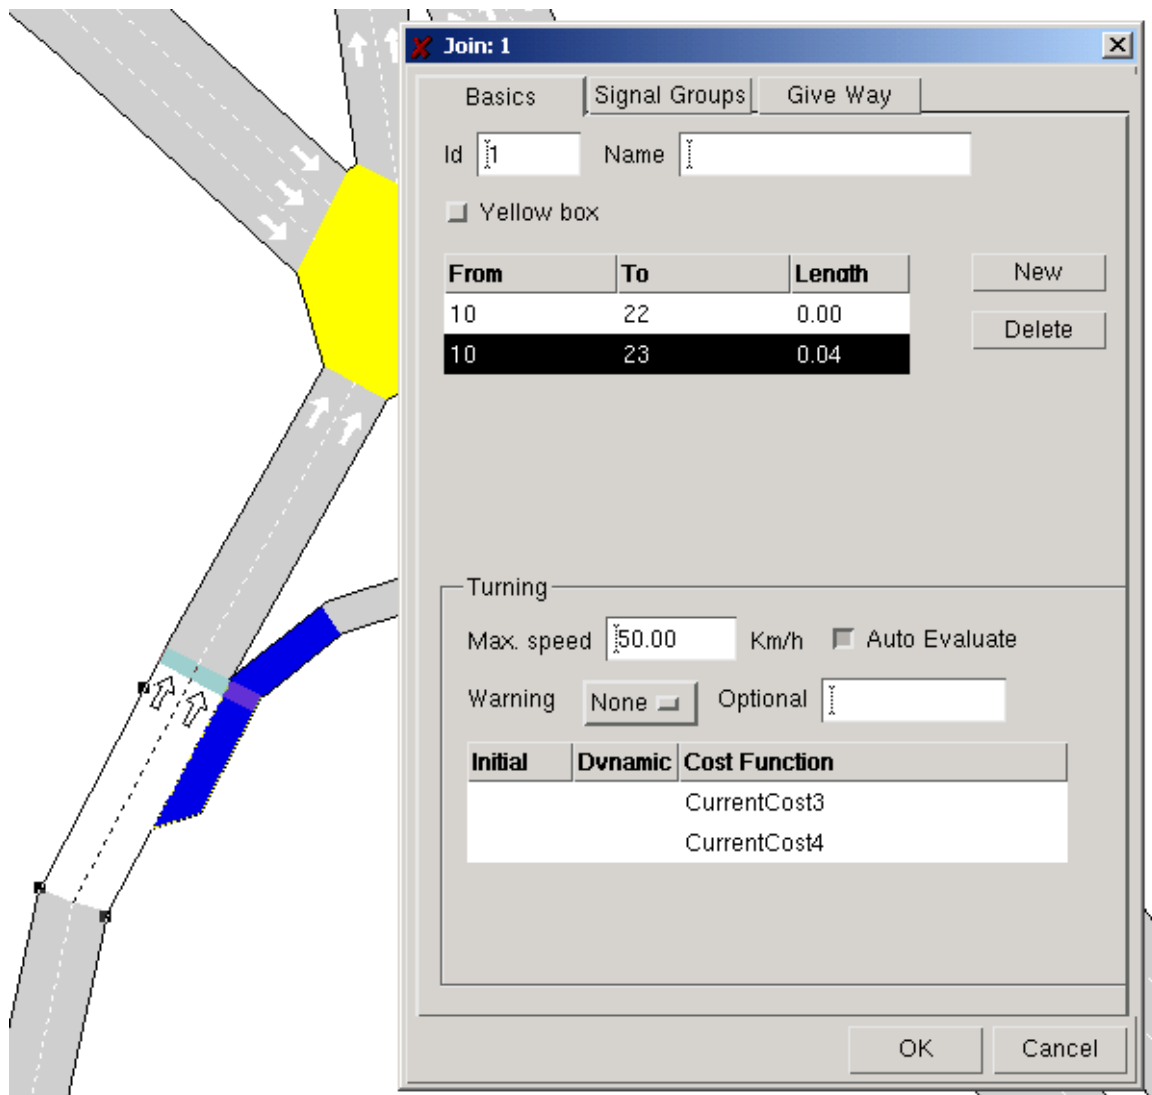 Join: 1
Basics Signal Groups Give Way
Id 1 Name
Yellow box
From To Length New
10 22 0.00
Delete
10 23 0.04
Turning
Max. speed 50.00 Km/h Auto Evaluate
Warning None Optional
Initial Dynamic Cost Function
CurrentCost3
CurrentCost4
OK Cancel